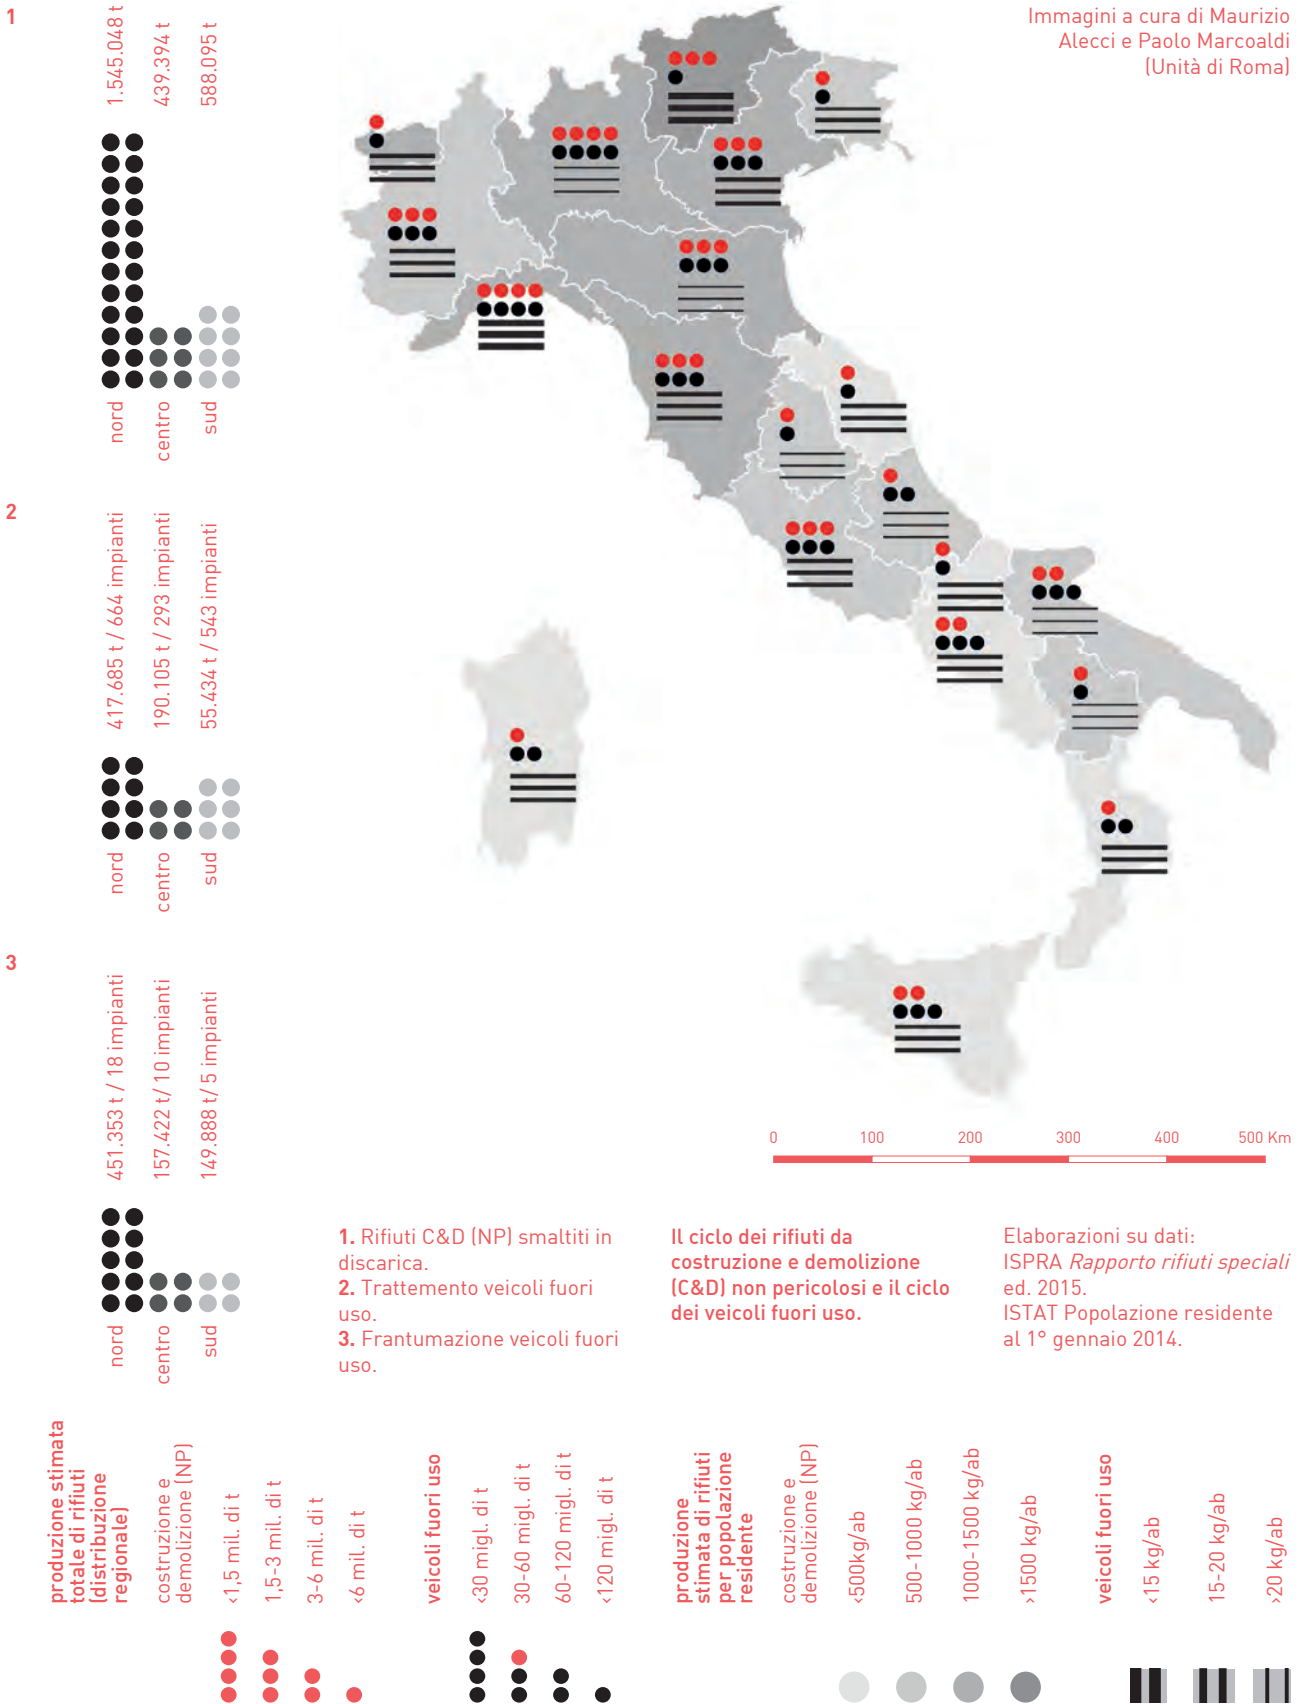 1
1.545.048 t
439.394 t
588.095 t
nord
centro
sud
Immagini a cura di Maurizio
Alecci e Paolo Marcoaldi
(Unità di Roma)
2
417.685 t / 664 impianti
190.105 t / 293 impianti
55.434 t / 543 impianti
nord
centro
sud
3
451.353 t / 18 impianti
157.422 t/ 10 impianti
149.888 t/ 5 impianti
nord
centro
sud
0 100 200 300 400 500 Km
1. Rifiuti C&D (NP) smaltiti in
discarica.
2. Trattemento veicoli fuori
uso.
3. Frantumazione veicoli fuori
uso.
Il ciclo dei rifiuti da
costruzione e demolizione
(C&D) non pericolosi e il ciclo
dei veicoli fuori uso.
Elaborazioni su dati:
ISPRA Rapporto rifiuti speciali
ed. 2015.
ISTAT Popolazione residente
al 1° gennaio 2014.
produzione stimata
totale di rifiuti
(distribuzione
regionale)
costruzione e
demolizione (NP)
<1,5 mil. di t
1,5-3 mil. di t
3-6 mil. di t
<6 mil. di t
veicoli fuori uso
<30 migl. di t
30-60 migl. di t
60-120 migl. di t
<120 migl. di t
produzione
stimata di rifiuti
per popolazione
residente
costruzione e
demolizione (NP)
<500kg/ab
500-1000 kg/ab
1000-1500 kg/ab
>1500 kg/ab
veicoli fuori uso
<15 kg/ab
15-20 kg/ab
>20 kg/ab